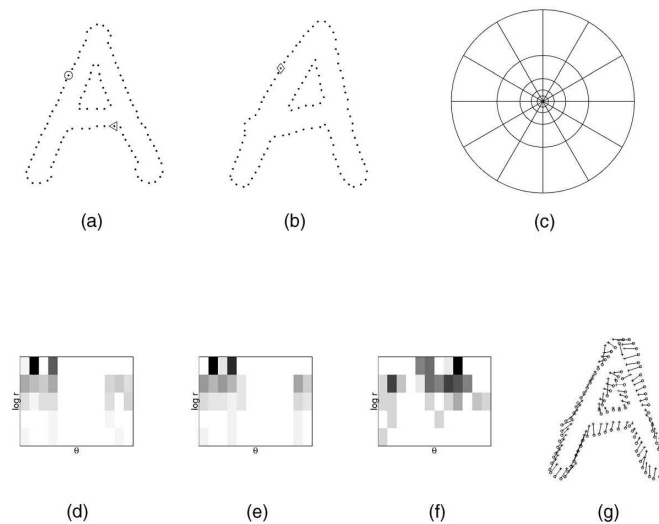 (a) (b) (c)
log r θ log r θ log r θ
(d) (e) (f) (g)